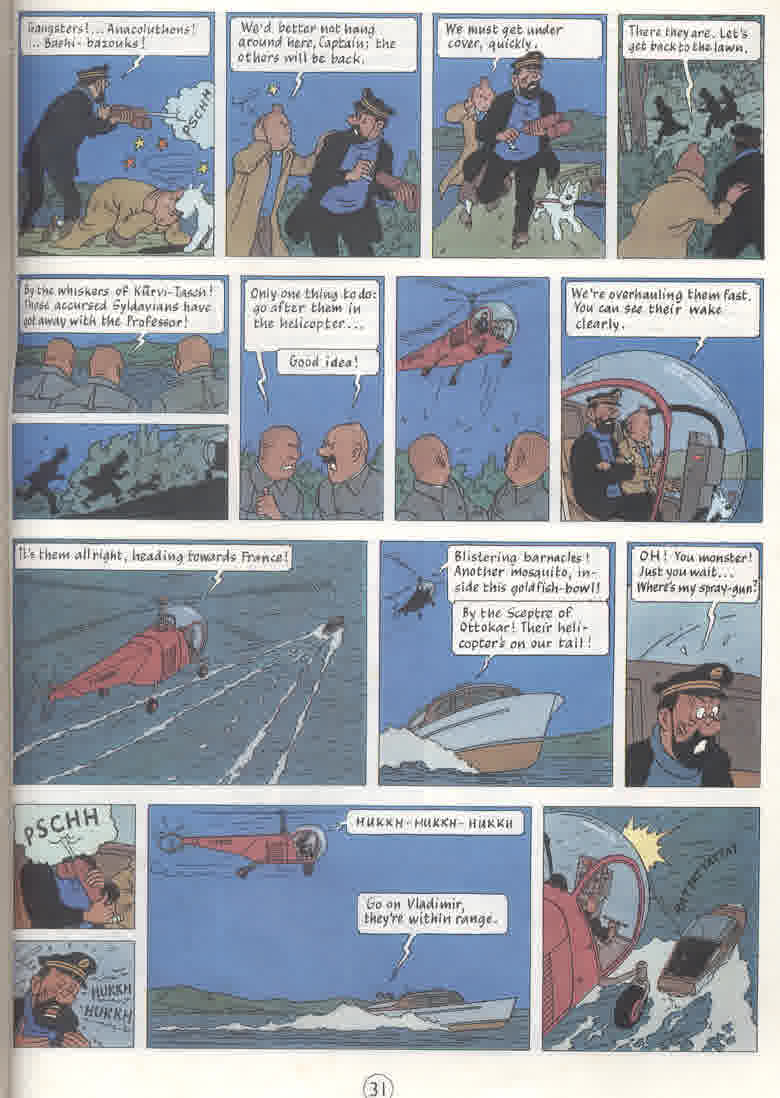 Gangsters!... Anacoluthons!
... Bashi-bazouks!
PSCHH
We'd better not hang
around here, Captain; the
others will be back.
We must get under
cover, quickly.
There they are. Let's
get back to the lawn.
By the whiskers of Kûrvi-Tasch!
Those accursed Syldavians have
got away with the Professor!
Only one thing to do:
go after them in
the helicopter...
Good idea!
We're overhauling them fast.
You can see their wake
clearly.
It's them all right, heading towards France!
Blistering barnacles!
Another mosquito, in-
side this goldfish-bowl!
By the Sceptre of
Ottokar! Their heli-
copter's on our tail!
OH! You monster!
Just you wait...
Where's my spray-gun?
PSCHH
HUKKH
HUKKH
HUKKH-HUKKH-HUKKH
Go on Vladimir,
they're within range.
31